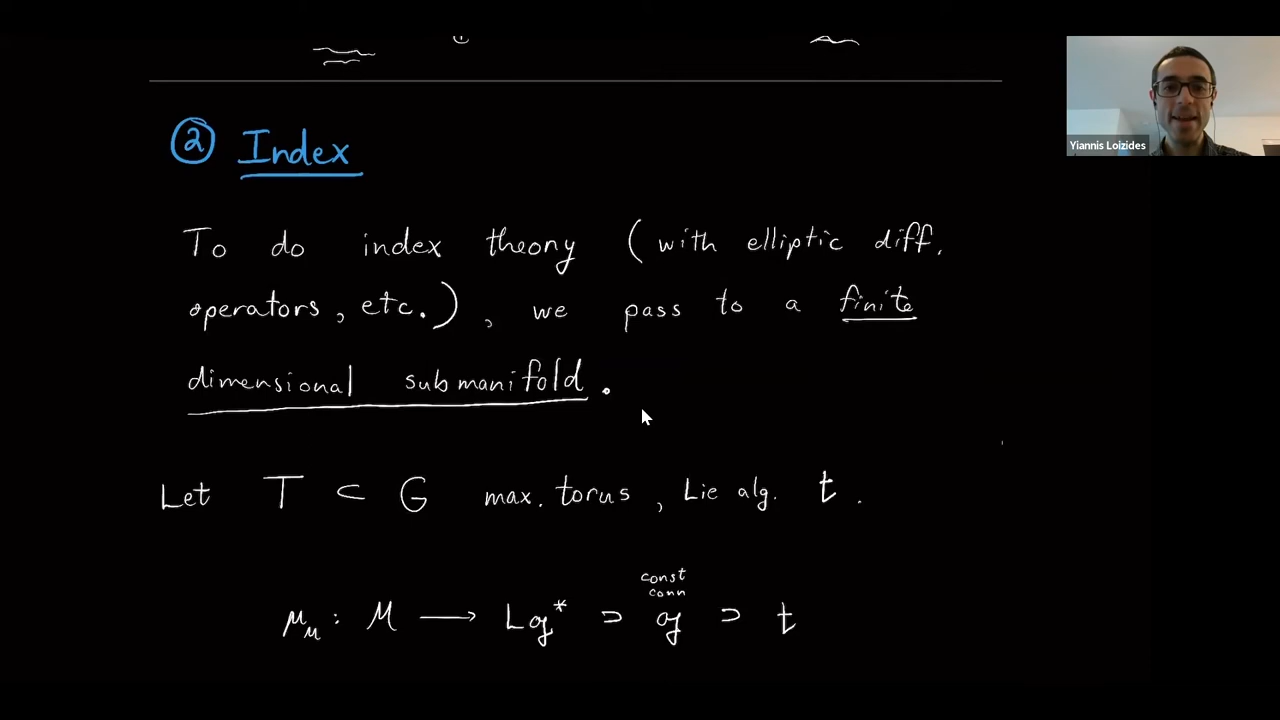 ② Index
Yiannis Loizides
To do index theory (with elliptic diff.
operators, etc.), we pass to a finite
dimensional submanifold.
Let T ⊂ G max. torus, Lie alg. 𝔱.
const
conn
μ_ℳ : ℳ ⟶ L𝔤* ⊃ 𝔤 ⊃ 𝔱